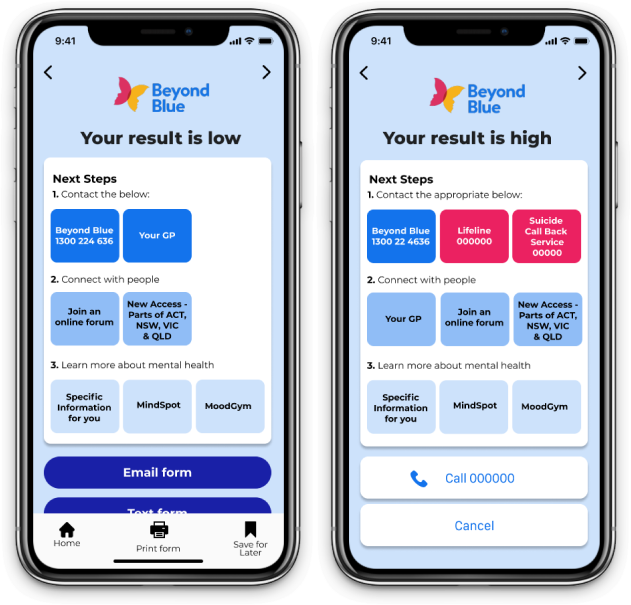 9:41
Beyond
Blue
Your result is low
Next Steps
1. Contact the below:
Beyond Blue
1300 224 636
Your GP
2. Connect with people
Join an
online forum
New Access -
Parts of ACT,
NSW, VIC
& QLD
3. Learn more about mental health
Specific
Information
for you
MindSpot
MoodGym
Email form
Text form
Home
Print form
Save for
Later
9:41
Beyond
Blue
Your result is high
Next Steps
1. Contact the appropriate below:
Beyond Blue
1300 22 4636
Lifeline
000000
Suicide
Call Back
Service
00000
2. Connect with people
Your GP
Join an
online forum
New Access -
Parts of ACT,
NSW, VIC
& QLD
3. Learn more about mental health
Specific
Information
for you
MindSpot
MoodGym
Call 000000
Cancel